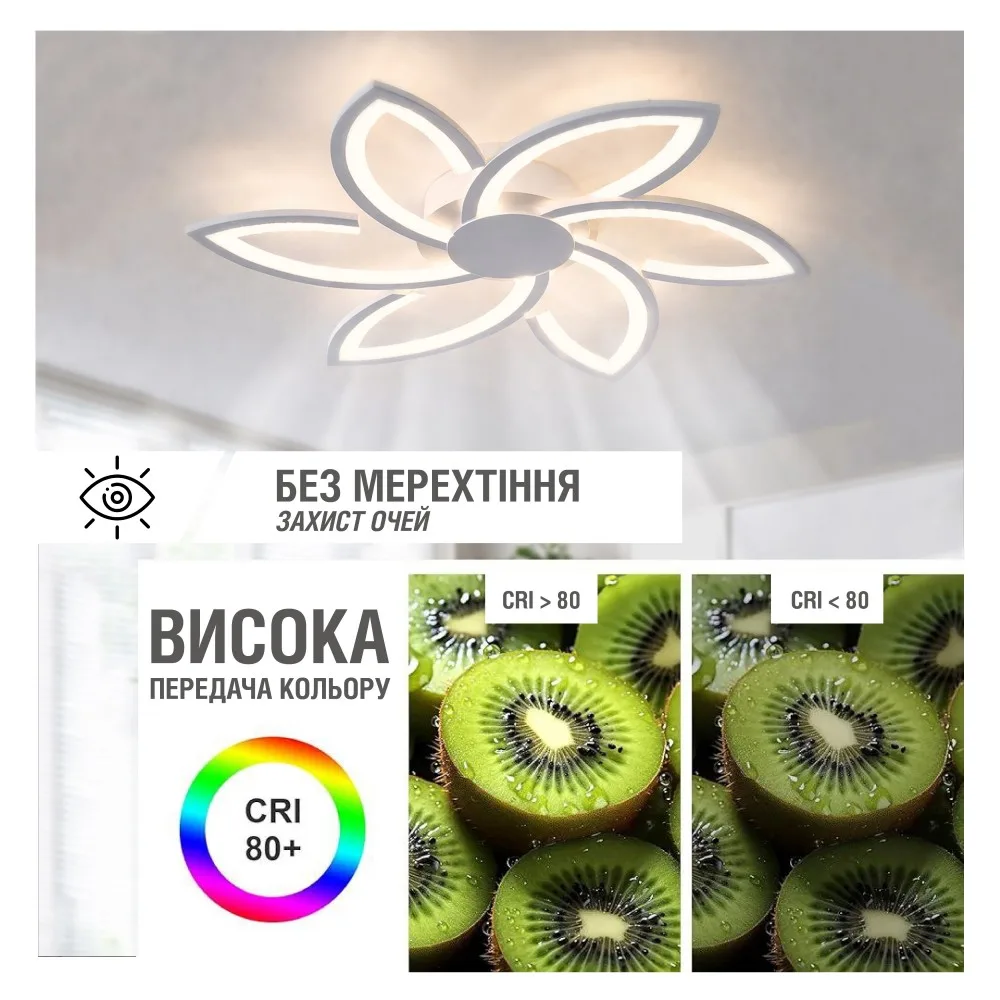 БЕЗ МЕРЕХТІННЯ
ЗАХИСТ ОЧЕЙ
ВИСОКА
ПЕРЕДАЧА КОЛЬОРУ
CRI
80+
CRI > 80
CRI < 80